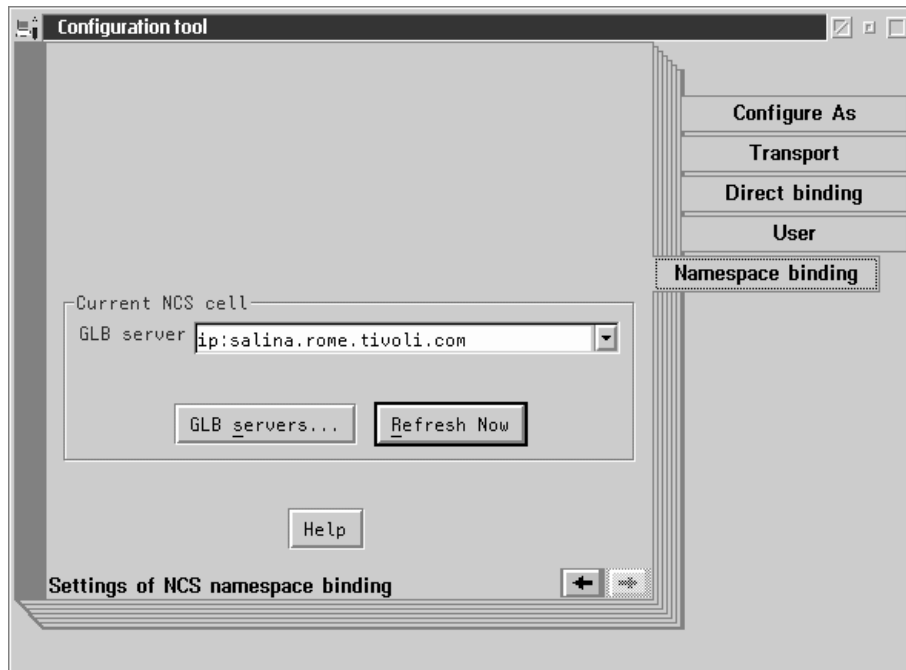 Configuration tool
Configure As
Transport
Direct binding
User
Namespace binding
Current NCS cell
GLB server ip:salina.rome.tivoli.com
GLB servers... Refresh Now
Help
Settings of NCS namespace binding